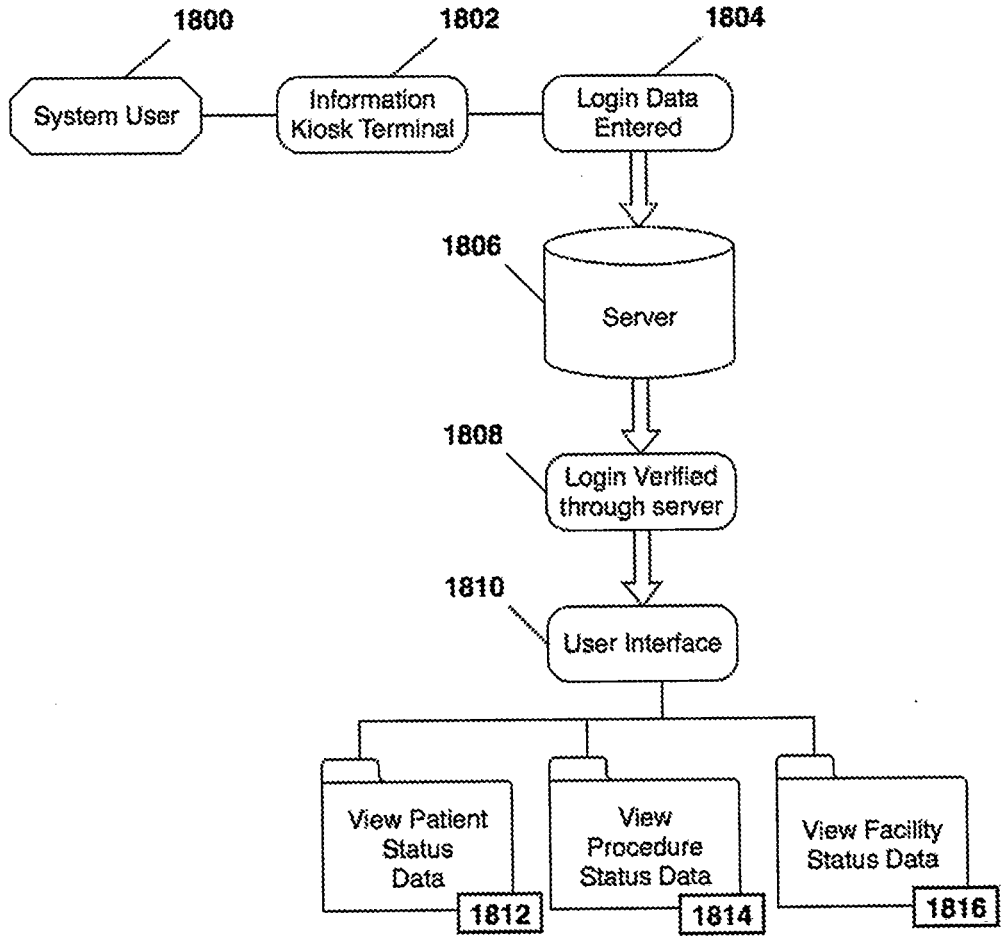 1800
1802
1804
System User
Information
Kiosk Terminal
Login Data
Entered
1806
Server
1808
Login Verified
through server
1810
User Interface
View Patient
Status
Data
1812
View
Procedure
Status Data
1814
View Facility
Status Data
1816